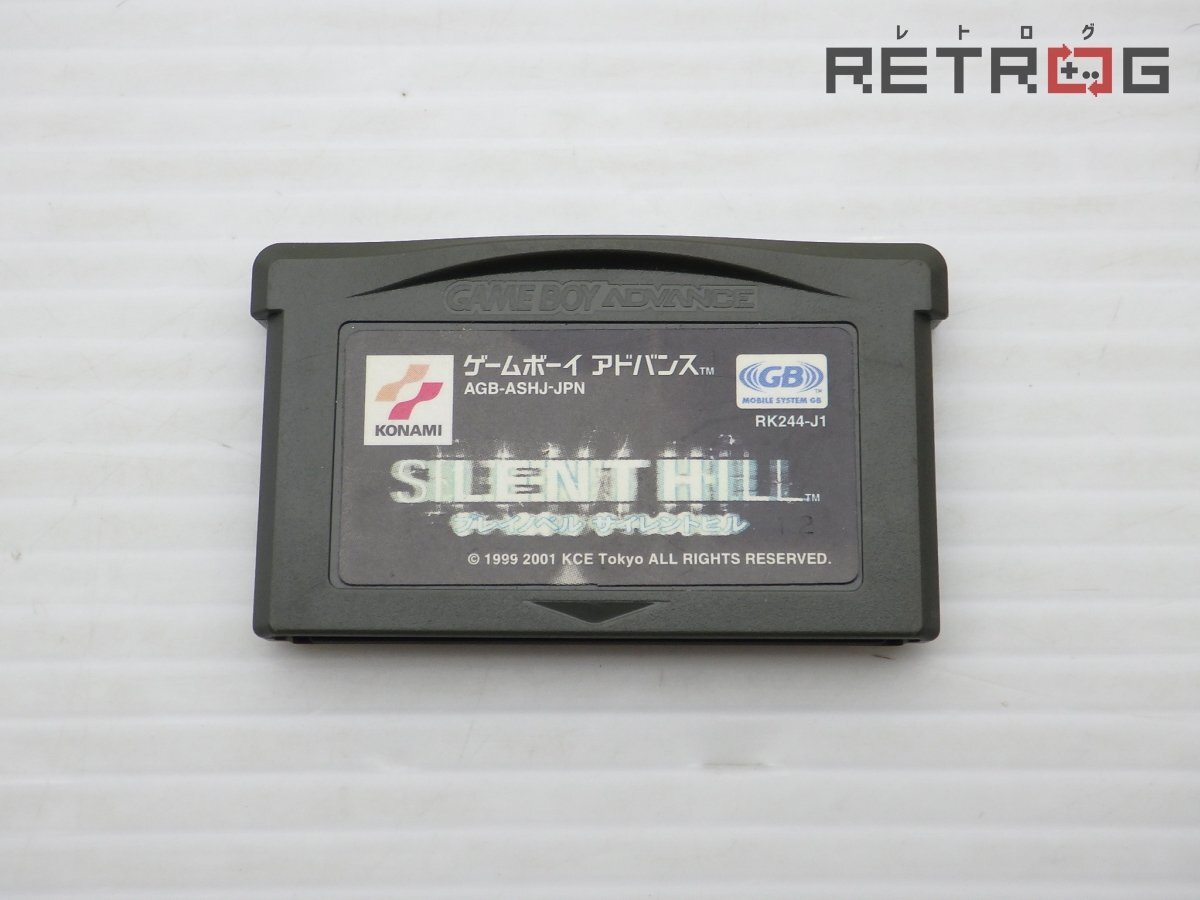 レトログ
RETROG
GAME BOY ADVANCE
KONAMI
ゲームボーイ アドバンス™
AGB-ASHJ-JPN
GB™
MOBILE SYSTEM GB
RK244-J1
SILENT HILL™
プレイノベル サイレントヒル
© 1999 2001 KCE Tokyo ALL RIGHTS RESERVED.